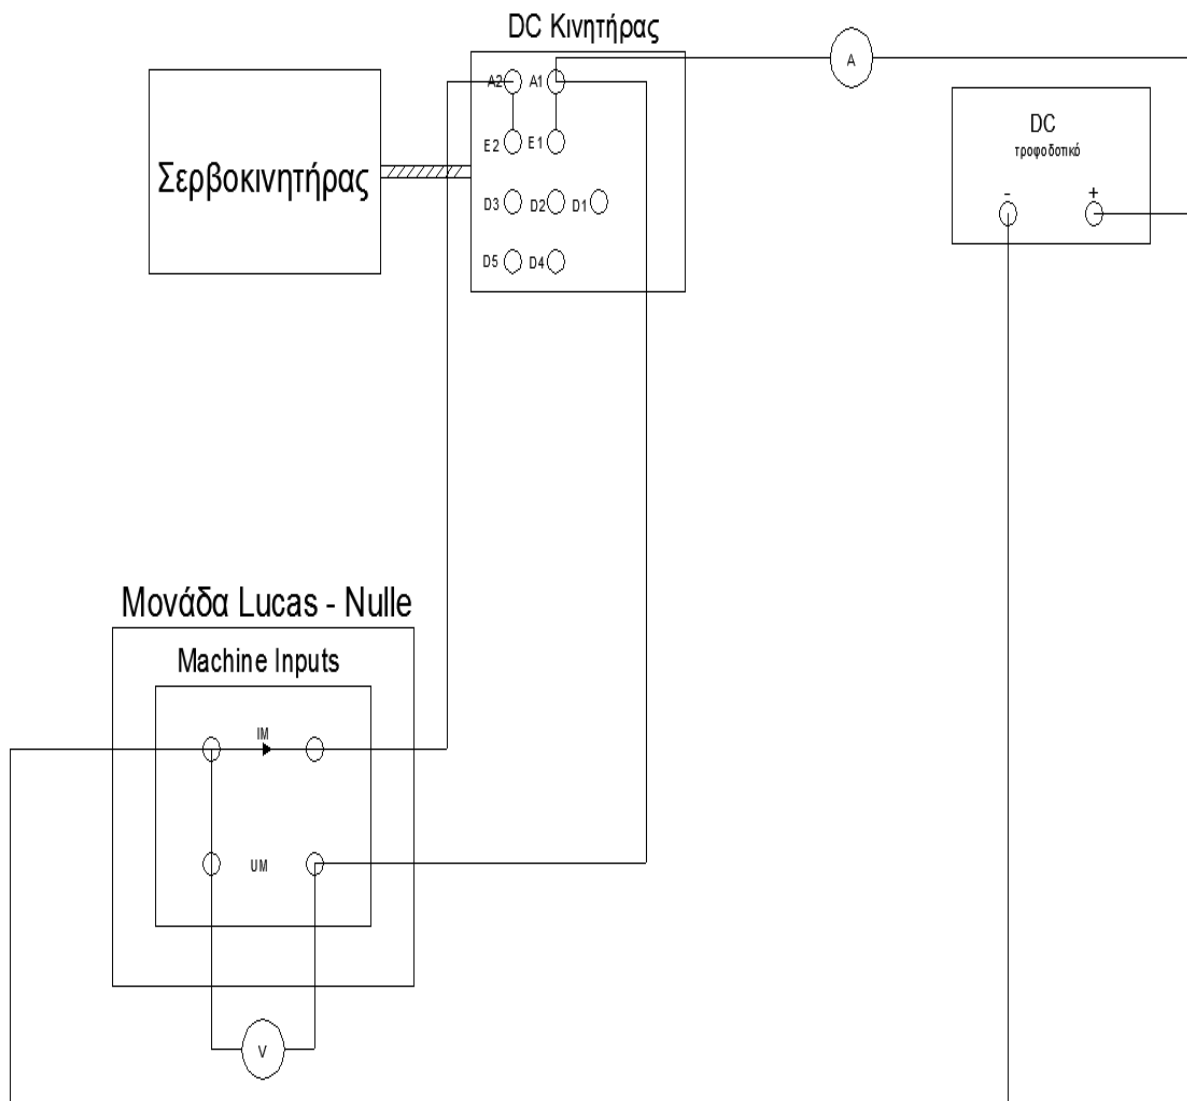 DC Κινητήρας
A
A2
A1
DC
τροφοδοτικό
E2
E1
Σερβοκινητήρας
-
+
D3
D2
D1
D5
D4
Μονάδα Lucas - Nulle
Machine Inputs
IM
UM
V